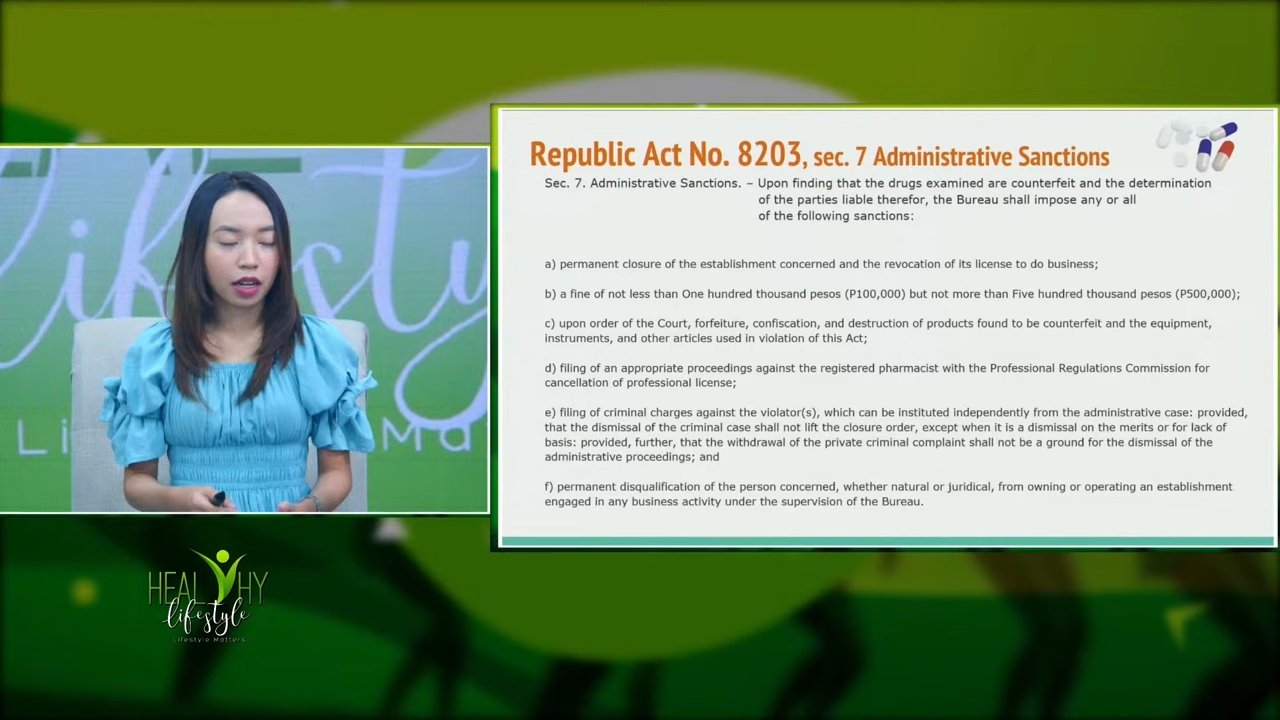 Lifesty
Li
Ma
Republic Act No. 8203, sec. 7 Administrative Sanctions
Sec. 7. Administrative Sanctions. – Upon finding that the drugs examined are counterfeit and the determination
of the parties liable therefor, the Bureau shall impose any or all
of the following sanctions:
a) permanent closure of the establishment concerned and the revocation of its license to do business;
b) a fine of not less than One hundred thousand pesos (P100,000) but not more than Five hundred thousand pesos (P500,000);
c) upon order of the Court, forfeiture, confiscation, and destruction of products found to be counterfeit and the equipment,
instruments, and other articles used in violation of this Act;
d) filing of an appropriate proceedings against the registered pharmacist with the Professional Regulations Commission for
cancellation of professional license;
e) filing of criminal charges against the violator(s), which can be instituted independently from the administrative case: provided,
that the dismissal of the criminal case shall not lift the closure order, except when it is a dismissal on the merits or for lack of
basis: provided, further, that the withdrawal of the private criminal complaint shall not be a ground for the dismissal of the
administrative proceedings; and
f) permanent disqualification of the person concerned, whether natural or juridical, from owning or operating an establishment
engaged in any business activity under the supervision of the Bureau.
HEALTHY
lifestyle
Lifestyle Matters